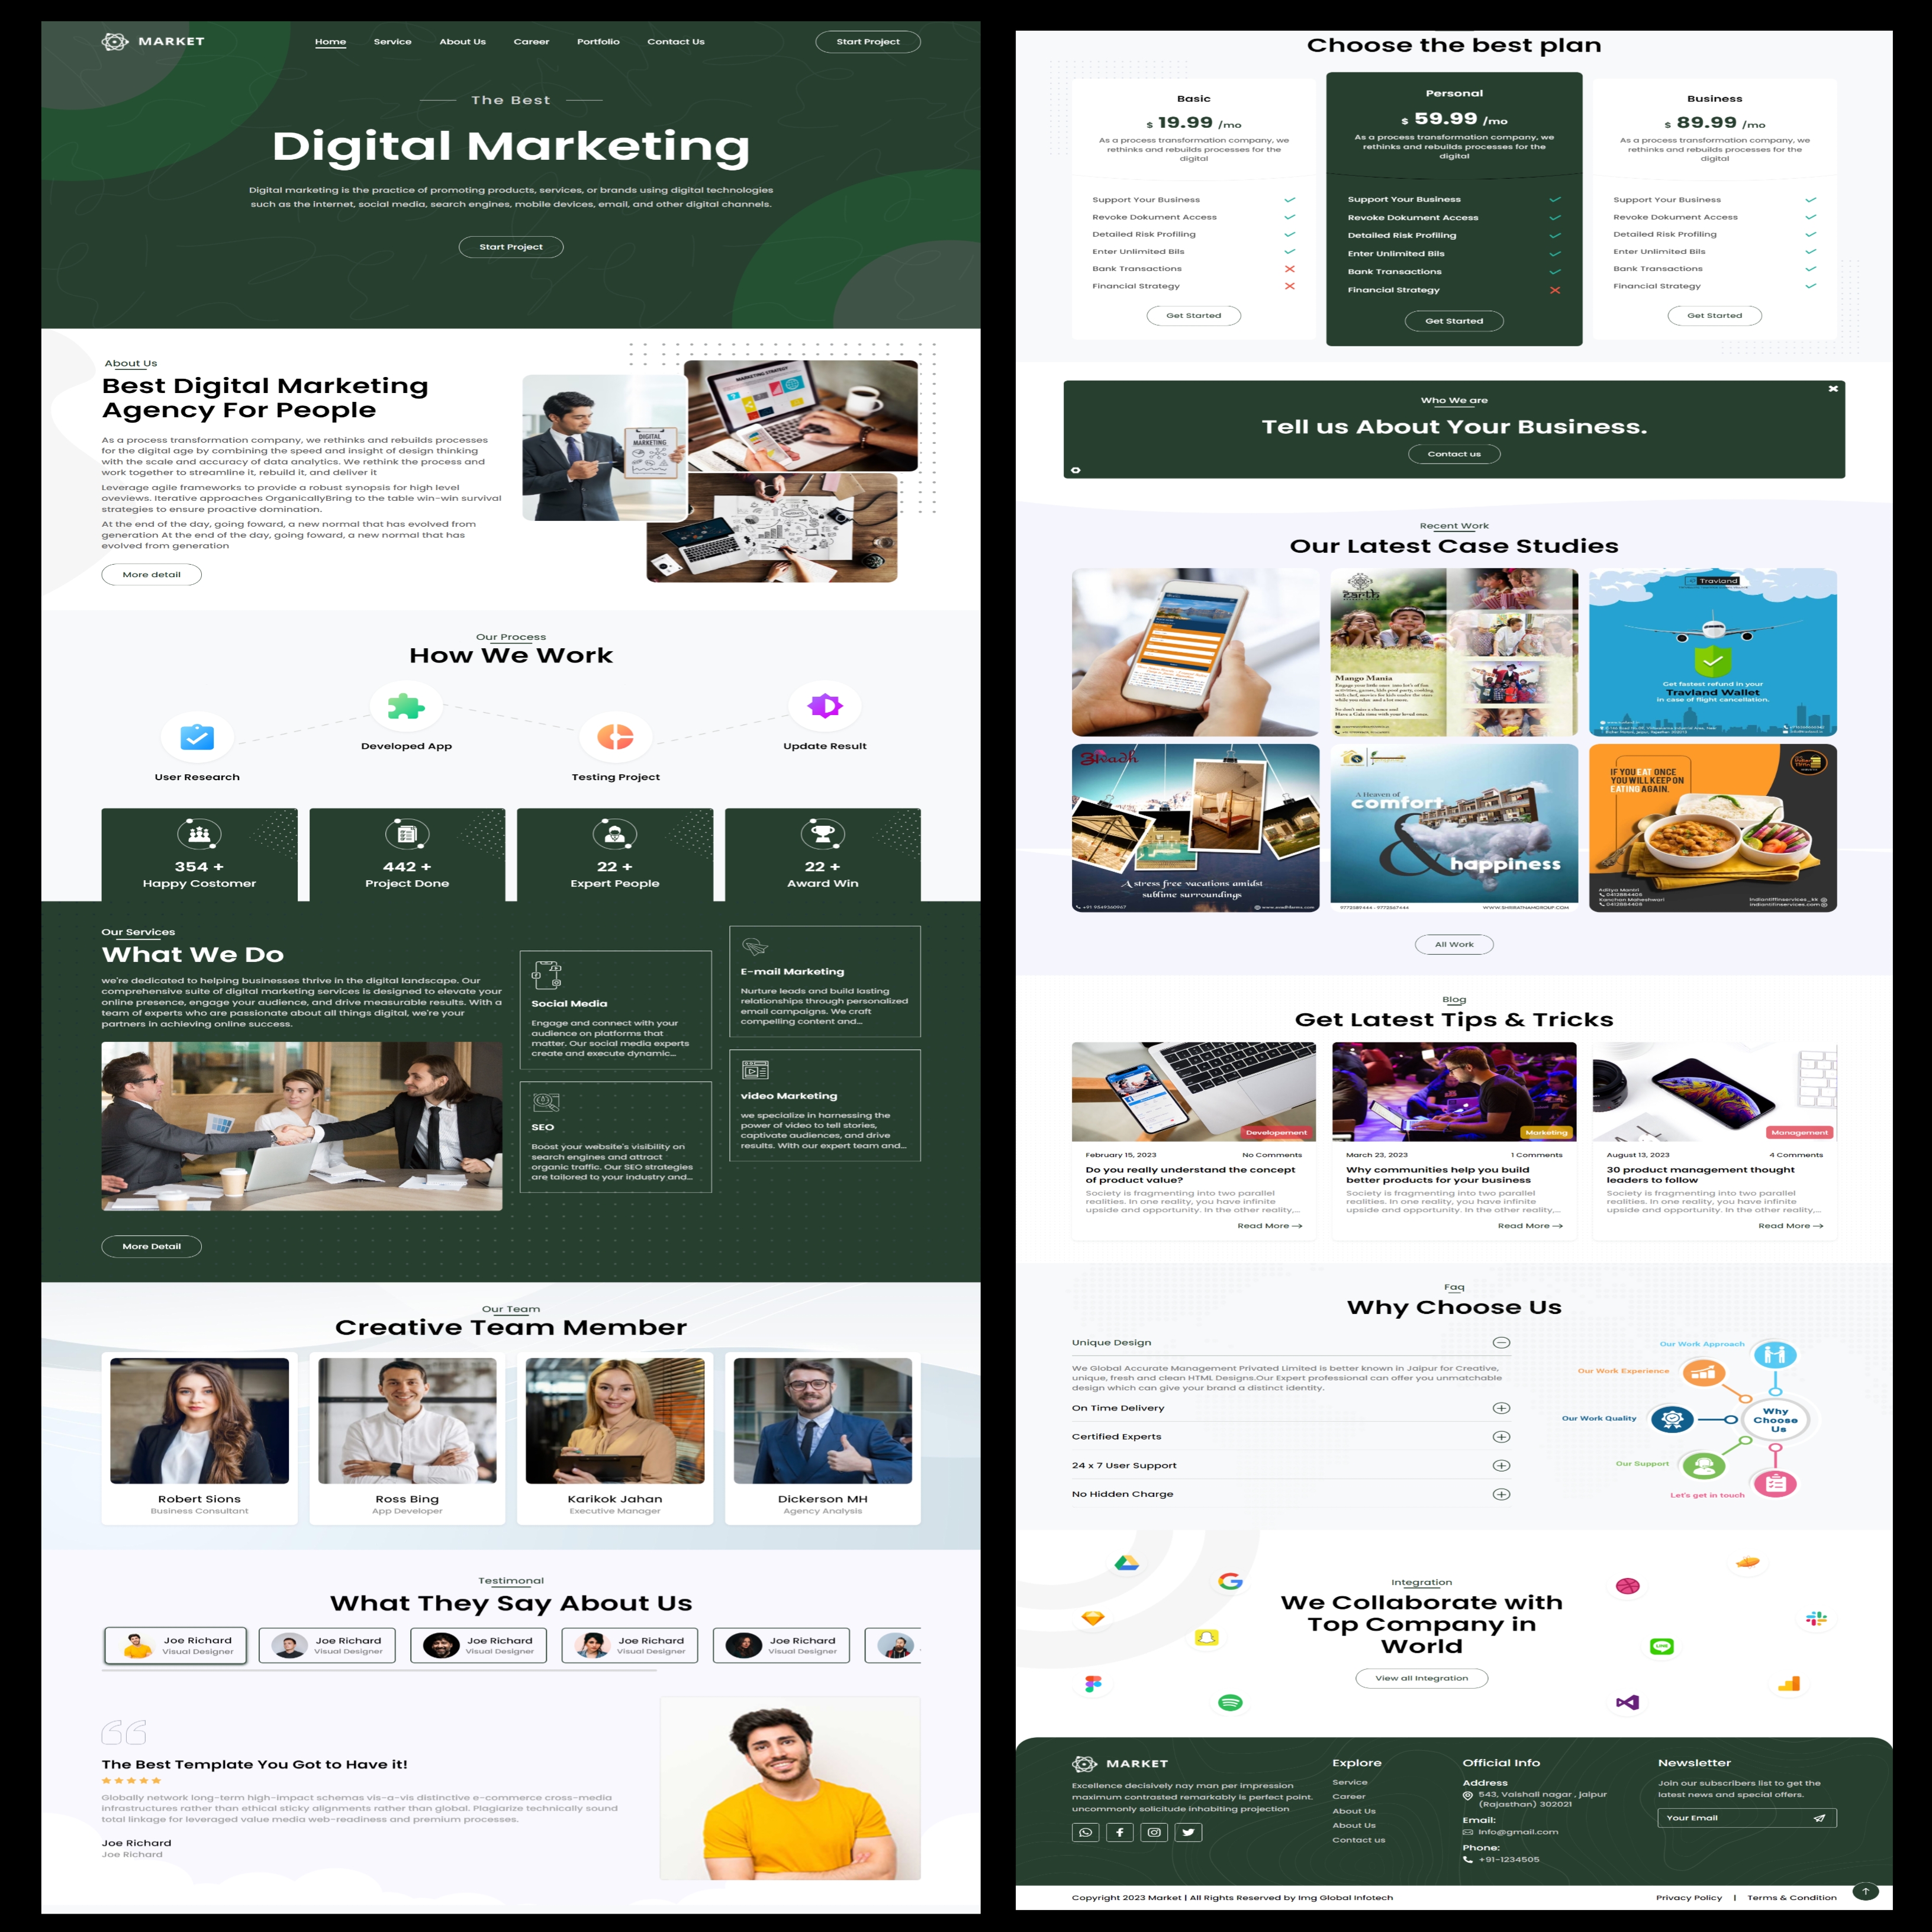 MARKET
Home Service About Us Career Portfolio Contact Us
Start Project
The Best
Digital Marketing
Digital marketing is the practice of promoting products, services, or brands using digital technologies
such as the internet, social media, search engines, mobile devices, email, and other digital channels.
Start Project
About Us
Best Digital Marketing
Agency For People
As a process transformation company, we rethinks and rebuilds processes
for the digital age by combining the speed and insight of design thinking
with the scale and accuracy of data analytics. We rethink the process and
work together to streamline it, rebuild it, and deliver it
Leverage agile frameworks to provide a robust synopsis for high level
oveviews. Iterative approaches OrganicallyBring to the table win-win survival
strategies to ensure proactive domination.
At the end of the day, going foward, a new normal that has evolved from
generation At the end of the day, going foward, a new normal that has
evolved from generation
More detail
DIGITAL
MARKETING
MARKETING STRATEGY
Our Process
How We Work
User Research
Developed App
Testing Project
Update Result
354 +
Happy Costomer
442 +
Project Done
22 +
Expert People
22 +
Award Win
Our Services
What We Do
we're dedicated to helping businesses thrive in the digital landscape. Our
comprehensive suite of digital marketing services is designed to elevate your
online presence, engage your audience, and drive measurable results. With a
team of experts who are passionate about all things digital, we're your
partners in achieving online success.
More Detail
Social Media
Engage and connect with your
audience on platforms that
matter. Our social media experts
create and execute dynamic...
SEO
Boost your website's visibility on
search engines and attract
organic traffic. Our SEO strategies
are tailored to your industry and...
E-mail Marketing
Nurture leads and build lasting
relationships through personalized
email campaigns. We craft
compelling content and...
video Marketing
we specialize in harnessing the
power of video to tell stories,
captivate audiences, and drive
results. With our expert team and...
Our Team
Creative Team Member
Robert Sions
Business Consultant
Ross Bing
App Developer
Karikok Jahan
Executive Manager
Dickerson MH
Agency Analysis
Testimonal
What They Say About Us
Joe Richard
Visual Designer
Joe Richard
Visual Designer
Joe Richard
Visual Designer
Joe Richard
Visual Designer
Joe Richard
Visual Designer
The Best Template You Got to Have it!
Globally network long-term high-impact schemas vis-a-vis distinctive e-commerce cross-media
infrastructures rather than ethical sticky alignments rather than global. Plagiarize technically sound
total linkage for leveraged value media web-readiness and premium processes.
Joe Richard
Joe Richard
Choose the best plan
Basic
$ 19.99 /mo
As a process transformation company, we
rethinks and rebuilds processes for the
digital
Support Your Business
Revoke Dokument Access
Detailed Risk Profiling
Enter Unlimited Bils
Bank Transactions
Financial Strategy
Get Started
Personal
$ 59.99 /mo
As a process transformation company, we
rethinks and rebuilds processes for the
digital
Support Your Business
Revoke Dokument Access
Detailed Risk Profiling
Enter Unlimited Bils
Bank Transactions
Financial Strategy
Get Started
Business
$ 89.99 /mo
As a process transformation company, we
rethinks and rebuilds processes for the
digital
Support Your Business
Revoke Dokument Access
Detailed Risk Profiling
Enter Unlimited Bils
Bank Transactions
Financial Strategy
Get Started
Who We are
Tell us About Your Business.
Contact us
Recent Work
Our Latest Case Studies
Zarth
Mango Mania
Travland
Get fastest refund in your
Travland Wallet
in case of flight cancellation.
A stress free vacations amidst
sublime surroundings
A Heaven of
comfort
&
happiness
WWW.SHIVRATNAMGROUP.COM
IF YOU EAT ONCE
YOU WILL KEEP ON
EATING AGAIN.
Aditya Mantri
0412884405
Kanchan Maheshwari
0412884408
All Work
Blog
Get Latest Tips & Tricks
Developement
February 15, 2023 No Comments
Do you really understand the concept
of product value?
Society is fragmenting into two parallel
realities. In one reality, you have infinite
upside and opportunity. In the other reality,...
Read More
Marketing
March 23, 2023 1 Comments
Why communities help you build
better products for your business
Society is fragmenting into two parallel
realities. In one reality, you have infinite
upside and opportunity. In the other reality,...
Read More
Management
August 13, 2023 4 Comments
30 product management thought
leaders to follow
Society is fragmenting into two parallel
realities. In one reality, you have infinite
upside and opportunity. In the other reality,...
Read More
Faq
Why Choose Us
Unique Design
We Global Accurate Management Privated Limited is better known in Jaipur for Creative,
unique, fresh and clean HTML Designs.Our Expert professional can offer you unmatchable
design which can give your brand a distinct identity.
On Time Delivery
Certified Experts
24 x 7 User Support
No Hidden Charge
Our Work Approach
Our Work Experience
Our Work Quality
Our Support
Let's get in touch
Why
Choose
Us
Integration
We Collaborate with
Top Company in
World
View all Integration
MARKET
Excellence decisively nay man per impression
maximum contrasted remarkably is perfect point.
uncommonly solicitude inhabiting projection
Explore
Service
Career
About Us
About Us
Contact us
Official Info
Address
543, Vaishali nagar , jaipur
(Rajasthan) 302021
Email:
Info@gmail.com
Phone:
+91-1234505
Newsletter
Join our subscribers list to get the
latest news and special offers.
Your Email
Copyright 2023 Market | All Rights Reserved by Img Global Infotech
Privacy Policy | Terms & Condition